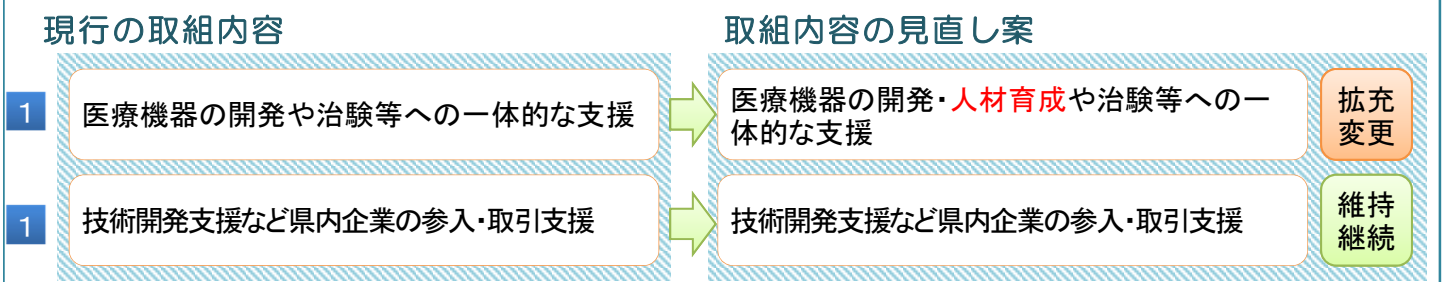 現行の取組内容
取組内容の見直し案
1
医療機器の開発や治験等への一体的な支援
医療機器の開発・人材育成や治験等への一
体的な支援
拡充
変更
1
技術開発支援など県内企業の参入・取引支援
技術開発支援など県内企業の参入・取引支援
維持
継続